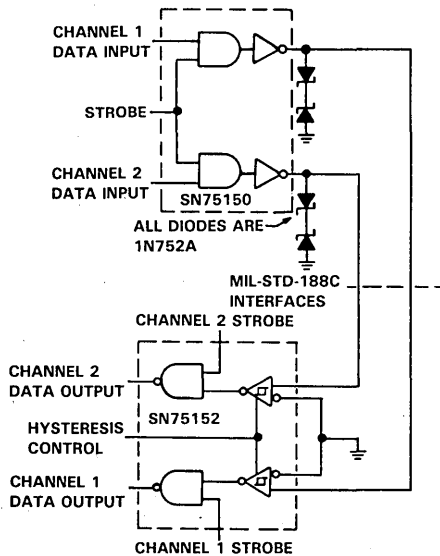 CHANNEL 1
DATA INPUT
STROBE
CHANNEL 2
DATA INPUT
SN75150
ALL DIODES ARE
1N752A
MIL-STD-188C
INTERFACES
CHANNEL 2 STROBE
CHANNEL 2
DATA OUTPUT
SN75152
HYSTERESIS
CONTROL
CHANNEL 1
DATA OUTPUT
CHANNEL 1 STROBE